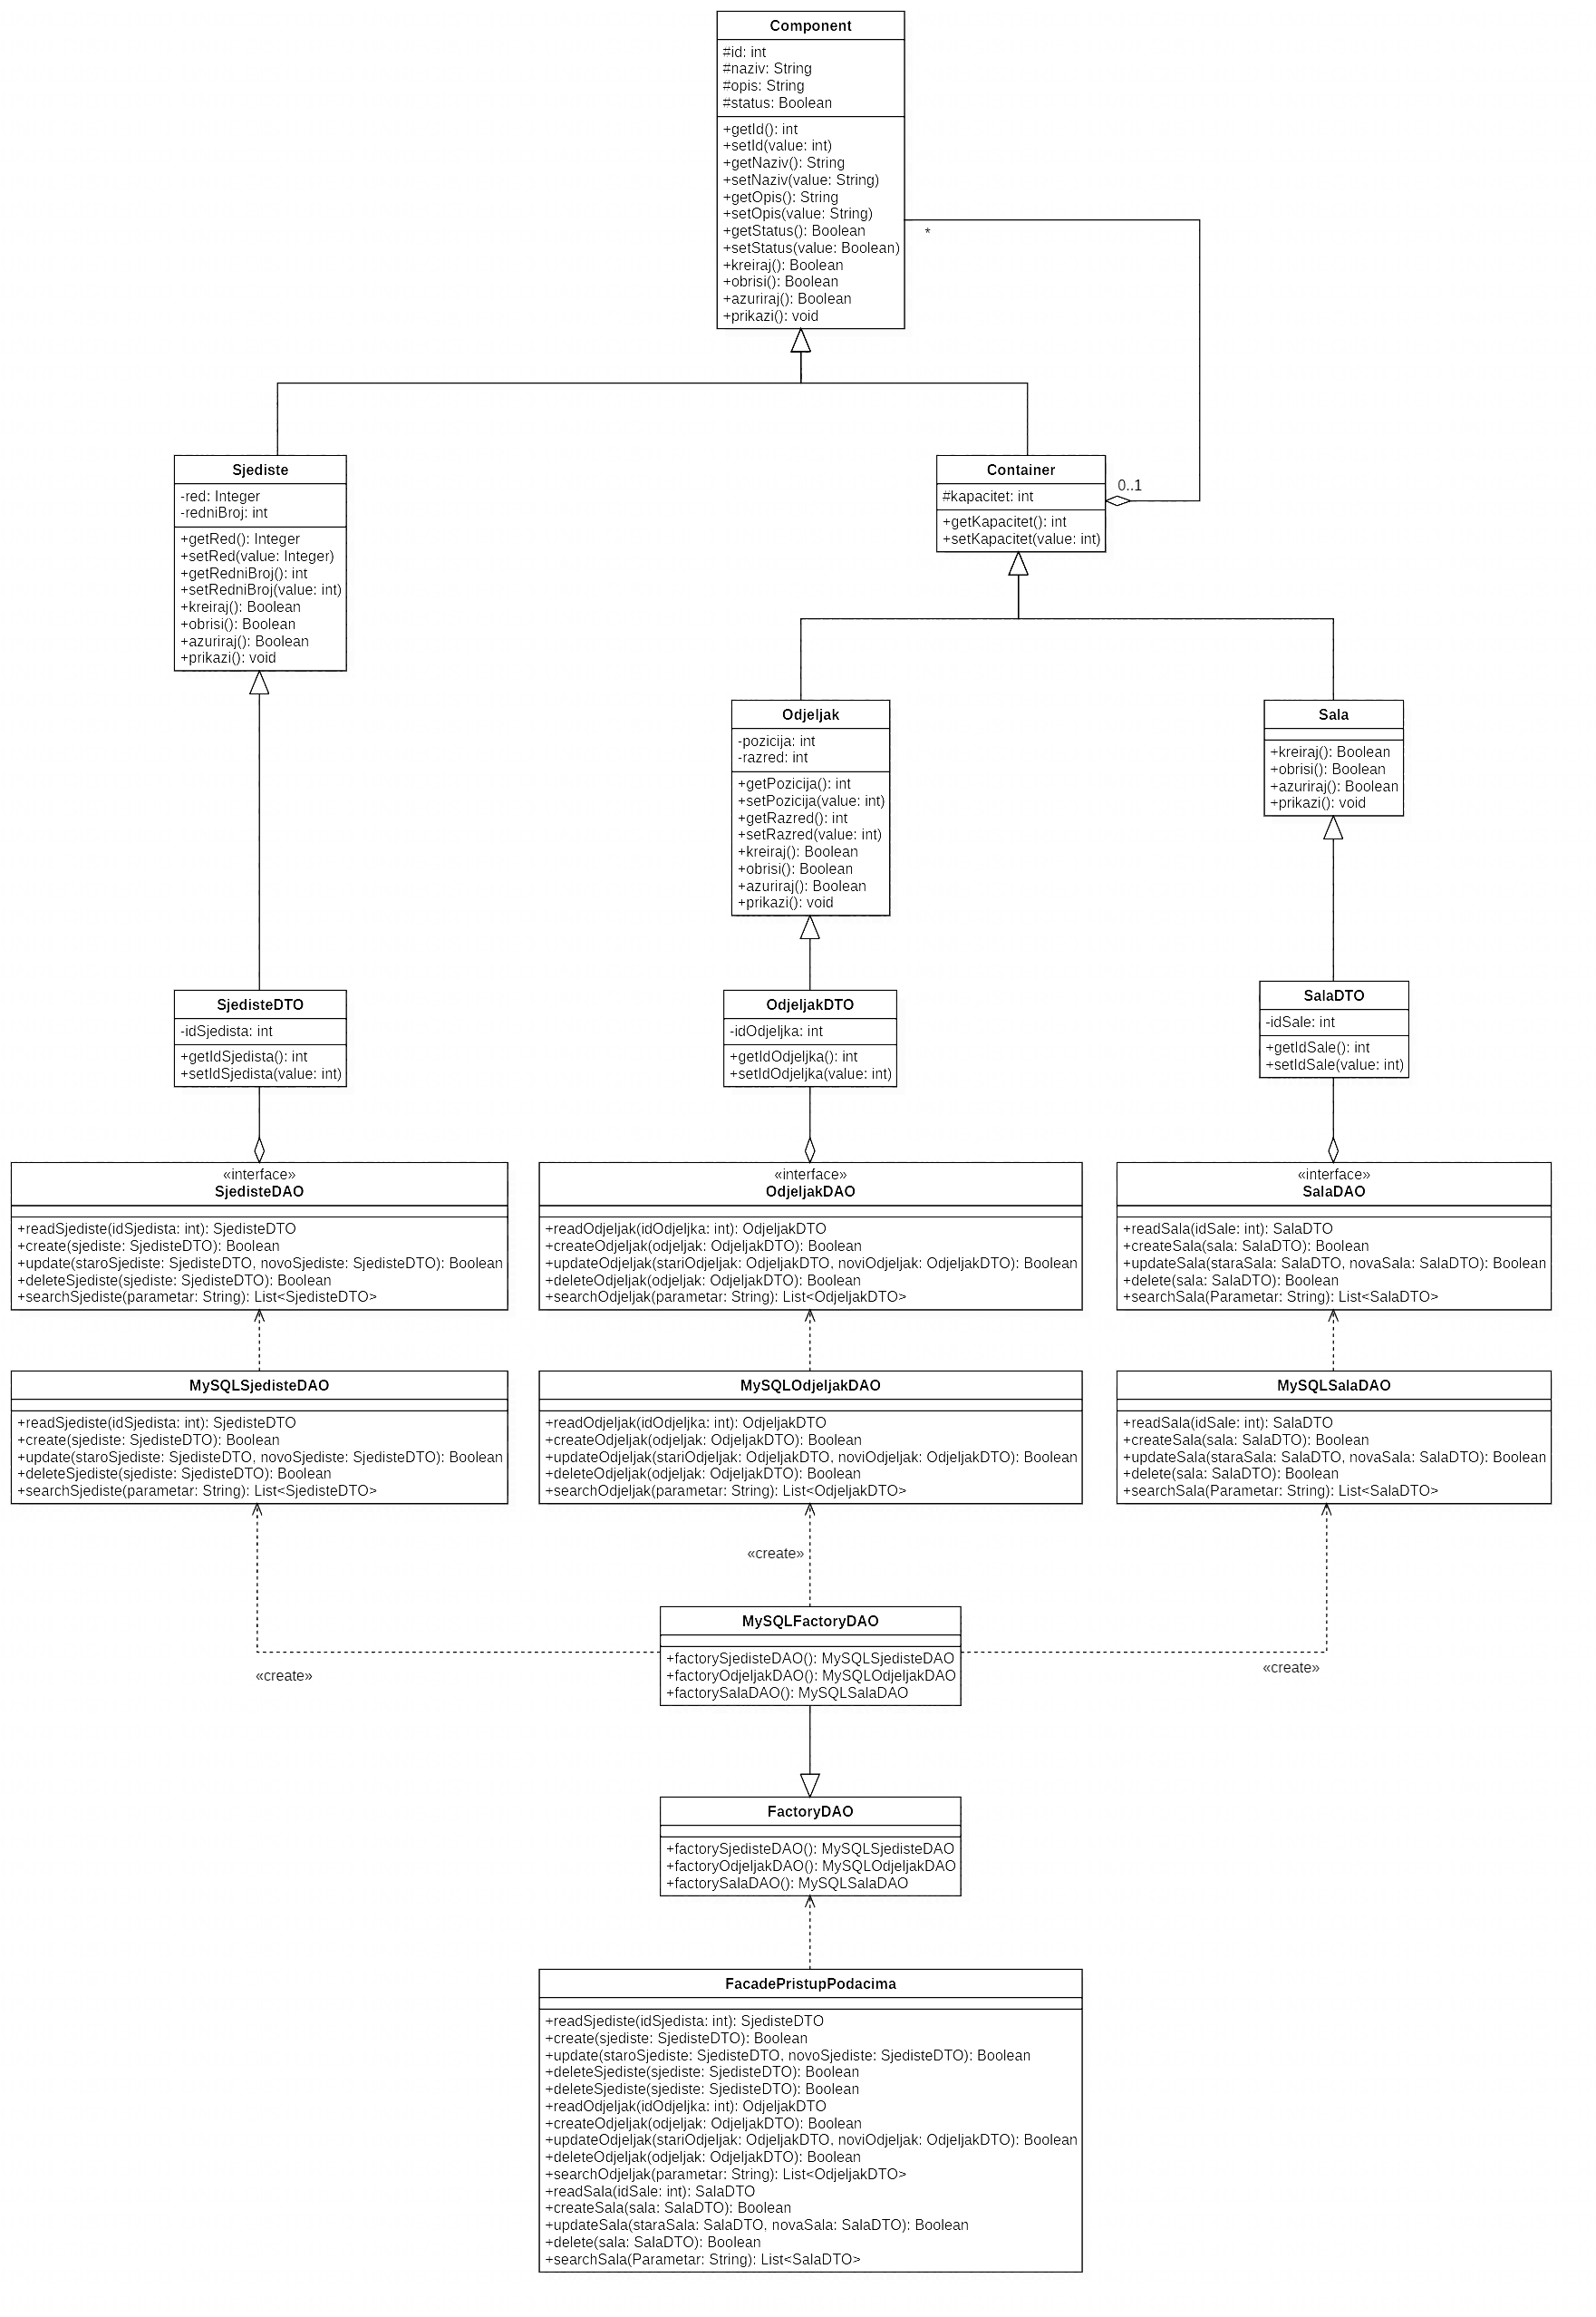 Component
#id: int
#naziv: String
#opis: String
#status: Boolean
+getId(): int
+setId(value: int)
+getNaziv(): String
+setNaziv(value: String)
+getOpis(): String
+setOpis(value: String)
+getStatus(): Boolean
+setStatus(value: Boolean)
+kreiraj(): Boolean
+obrisi(): Boolean
+azuriraj(): Boolean
+prikazi(): void
*
Sjediste
-red: Integer
-redniBroj: int
+getRed(): Integer
+setRed(value: Integer)
+getRedniBroj(): int
+setRedniBroj(value: int)
+kreiraj(): Boolean
+obrisi(): Boolean
+azuriraj(): Boolean
+prikazi(): void
Container
#kapacitet: int
+getKapacitet(): int
+setKapacitet(value: int)
0..1
Odjeljak
-pozicija: int
-razred: int
+getPozicija(): int
+setPozicija(value: int)
+getRazred(): int
+setRazred(value: int)
+kreiraj(): Boolean
+obrisi(): Boolean
+azuriraj(): Boolean
+prikazi(): void
Sala
+kreiraj(): Boolean
+obrisi(): Boolean
+azuriraj(): Boolean
+prikazi(): void
SjedisteDTO
-idSjedista: int
+getIdSjedista(): int
+setIdSjedista(value: int)
OdjeljakDTO
-idOdjeljka: int
+getIdOdjeljka(): int
+setIdOdjeljka(value: int)
SalaDTO
-idSale: int
+getIdSale(): int
+setIdSale(value: int)
«interface»
SjedisteDAO
+readSjediste(idSjedista: int): SjedisteDTO
+create(sjediste: SjedisteDTO): Boolean
+update(staroSjediste: SjedisteDTO, novoSjediste: SjedisteDTO): Boolean
+deleteSjediste(sjediste: SjedisteDTO): Boolean
+searchSjediste(parametar: String): List<SjedisteDTO>
«interface»
OdjeljakDAO
+readOdjeljak(idOdjeljka: int): OdjeljakDTO
+createOdjeljak(odjeljak: OdjeljakDTO): Boolean
+updateOdjeljak(stariOdjeljak: OdjeljakDTO, noviOdjeljak: OdjeljakDTO): Boolean
+deleteOdjeljak(odjeljak: OdjeljakDTO): Boolean
+searchOdjeljak(parametar: String): List<OdjeljakDTO>
«interface»
SalaDAO
+readSala(idSale: int): SalaDTO
+createSala(sala: SalaDTO): Boolean
+updateSala(staraSala: SalaDTO, novaSala: SalaDTO): Boolean
+delete(sala: SalaDTO): Boolean
+searchSala(Parametar: String): List<SalaDTO>
MySQLSjedisteDAO
+readSjediste(idSjedista: int): SjedisteDTO
+create(sjediste: SjedisteDTO): Boolean
+update(staroSjediste: SjedisteDTO, novoSjediste: SjedisteDTO): Boolean
+deleteSjediste(sjediste: SjedisteDTO): Boolean
+searchSjediste(parametar: String): List<SjedisteDTO>
MySQLOdjeljakDAO
+readOdjeljak(idOdjeljka: int): OdjeljakDTO
+createOdjeljak(odjeljak: OdjeljakDTO): Boolean
+updateOdjeljak(stariOdjeljak: OdjeljakDTO, noviOdjeljak: OdjeljakDTO): Boolean
+deleteOdjeljak(odjeljak: OdjeljakDTO): Boolean
+searchOdjeljak(parametar: String): List<OdjeljakDTO>
MySQLSalaDAO
+readSala(idSale: int): SalaDTO
+createSala(sala: SalaDTO): Boolean
+updateSala(staraSala: SalaDTO, novaSala: SalaDTO): Boolean
+delete(sala: SalaDTO): Boolean
+searchSala(Parametar: String): List<SalaDTO>
«create»
MySQLFactoryDAO
+factorySjedisteDAO(): MySQLSjedisteDAO
+factoryOdjeljakDAO(): MySQLOdjeljakDAO
+factorySalaDAO(): MySQLSalaDAO
«create»
«create»
FactoryDAO
+factorySjedisteDAO(): MySQLSjedisteDAO
+factoryOdjeljakDAO(): MySQLOdjeljakDAO
+factorySalaDAO(): MySQLSalaDAO
FacadePristupPodacima
+readSjediste(idSjedista: int): SjedisteDTO
+create(sjediste: SjedisteDTO): Boolean
+update(staroSjediste: SjedisteDTO, novoSjediste: SjedisteDTO): Boolean
+deleteSjediste(sjediste: SjedisteDTO): Boolean
+deleteSjediste(sjediste: SjedisteDTO): Boolean
+readOdjeljak(idOdjeljka: int): OdjeljakDTO
+createOdjeljak(odjeljak: OdjeljakDTO): Boolean
+updateOdjeljak(stariOdjeljak: OdjeljakDTO, noviOdjeljak: OdjeljakDTO): Boolean
+deleteOdjeljak(odjeljak: OdjeljakDTO): Boolean
+searchOdjeljak(parametar: String): List<OdjeljakDTO>
+readSala(idSale: int): SalaDTO
+createSala(sala: SalaDTO): Boolean
+updateSala(staraSala: SalaDTO, novaSala: SalaDTO): Boolean
+delete(sala: SalaDTO): Boolean
+searchSala(Parametar: String): List<SalaDTO>